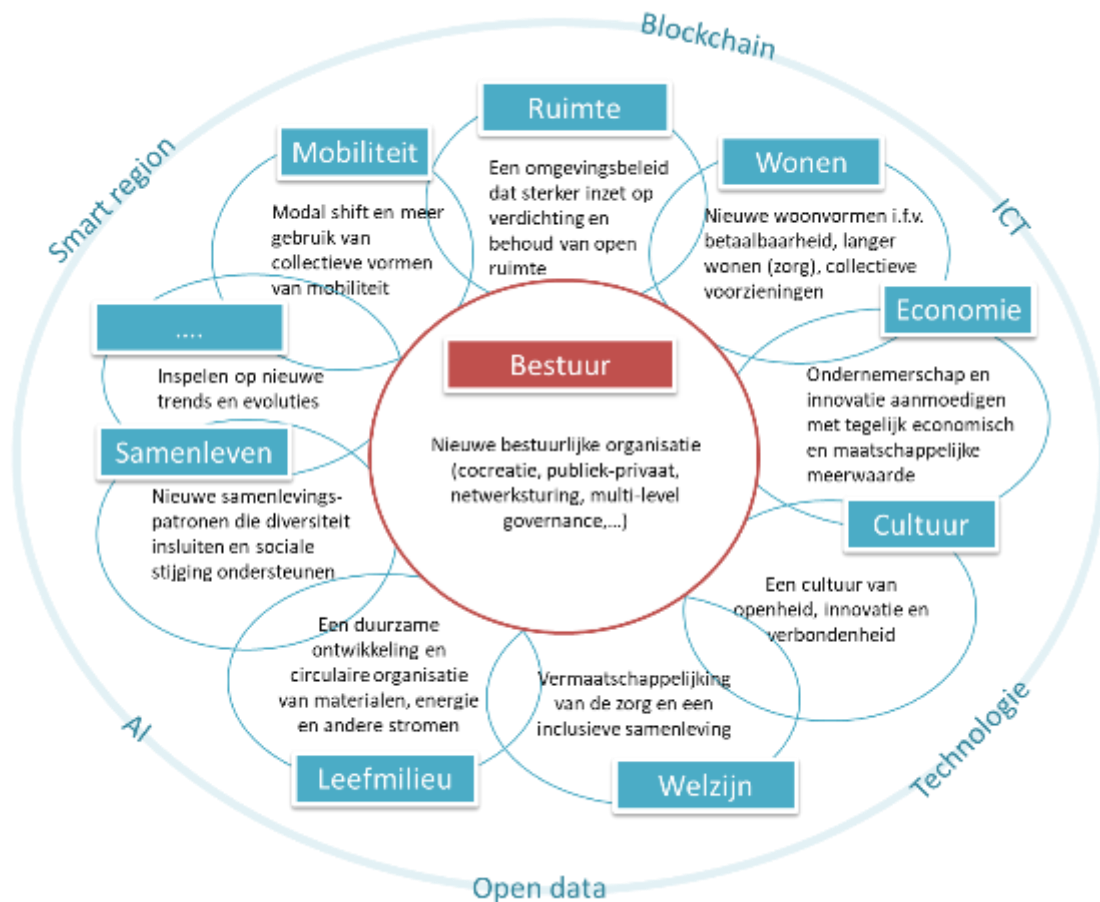 Blockchain
Ruimte
Een omgevingsbeleid
dat sterker inzet op
verdichting en
behoud van open
ruimte
Mobiliteit
Modal shift en meer
gebruik van
collectieve vormen
van mobiliteit
Wonen
Nieuwe woonvormen i.f.v.
betaalbaarheid, langer
wonen (zorg), collectieve
voorzieningen
Smart region
ICT
....
Inspelen op nieuwe
trends en evoluties
Economie
Ondernemerschap en
innovatie aanmoedigen
met tegelijk economisch
en maatschappelijke
meerwaarde
Bestuur
Nieuwe bestuurlijke organisatie
(cocreatie, publiek-privaat,
netwerksturing, multi-level
governance,...)
Samenleven
Nieuwe samenlevings-
patronen die diversiteit
insluiten en sociale
stijging ondersteunen
Cultuur
Een cultuur van
openheid, innovatie en
verbondenheid
Een duurzame
ontwikkeling en
circulaire organisatie
van materialen, energie
en andere stromen
Leefmilieu
Vermaatschappelijking
van de zorg en een
inclusieve samenleving
Welzijn
AI
Technologie
Open data